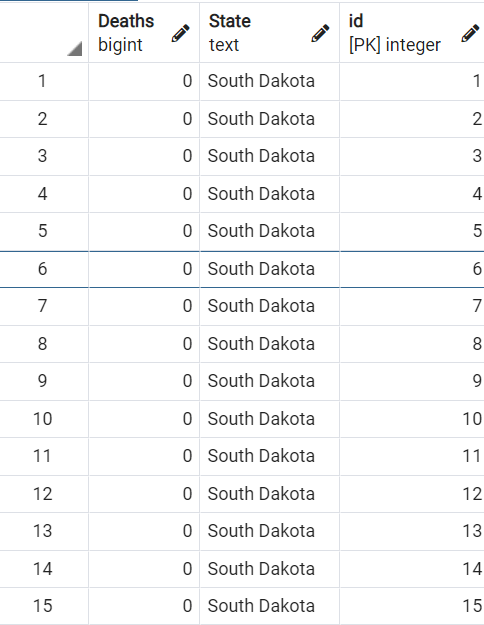 Deaths State id
bigint text [PK] integer
1 0 South Dakota 1
2 0 South Dakota 2
3 0 South Dakota 3
4 0 South Dakota 4
5 0 South Dakota 5
6 0 South Dakota 6
7 0 South Dakota 7
8 0 South Dakota 8
9 0 South Dakota 9
10 0 South Dakota 10
11 0 South Dakota 11
12 0 South Dakota 12
13 0 South Dakota 13
14 0 South Dakota 14
15 0 South Dakota 15